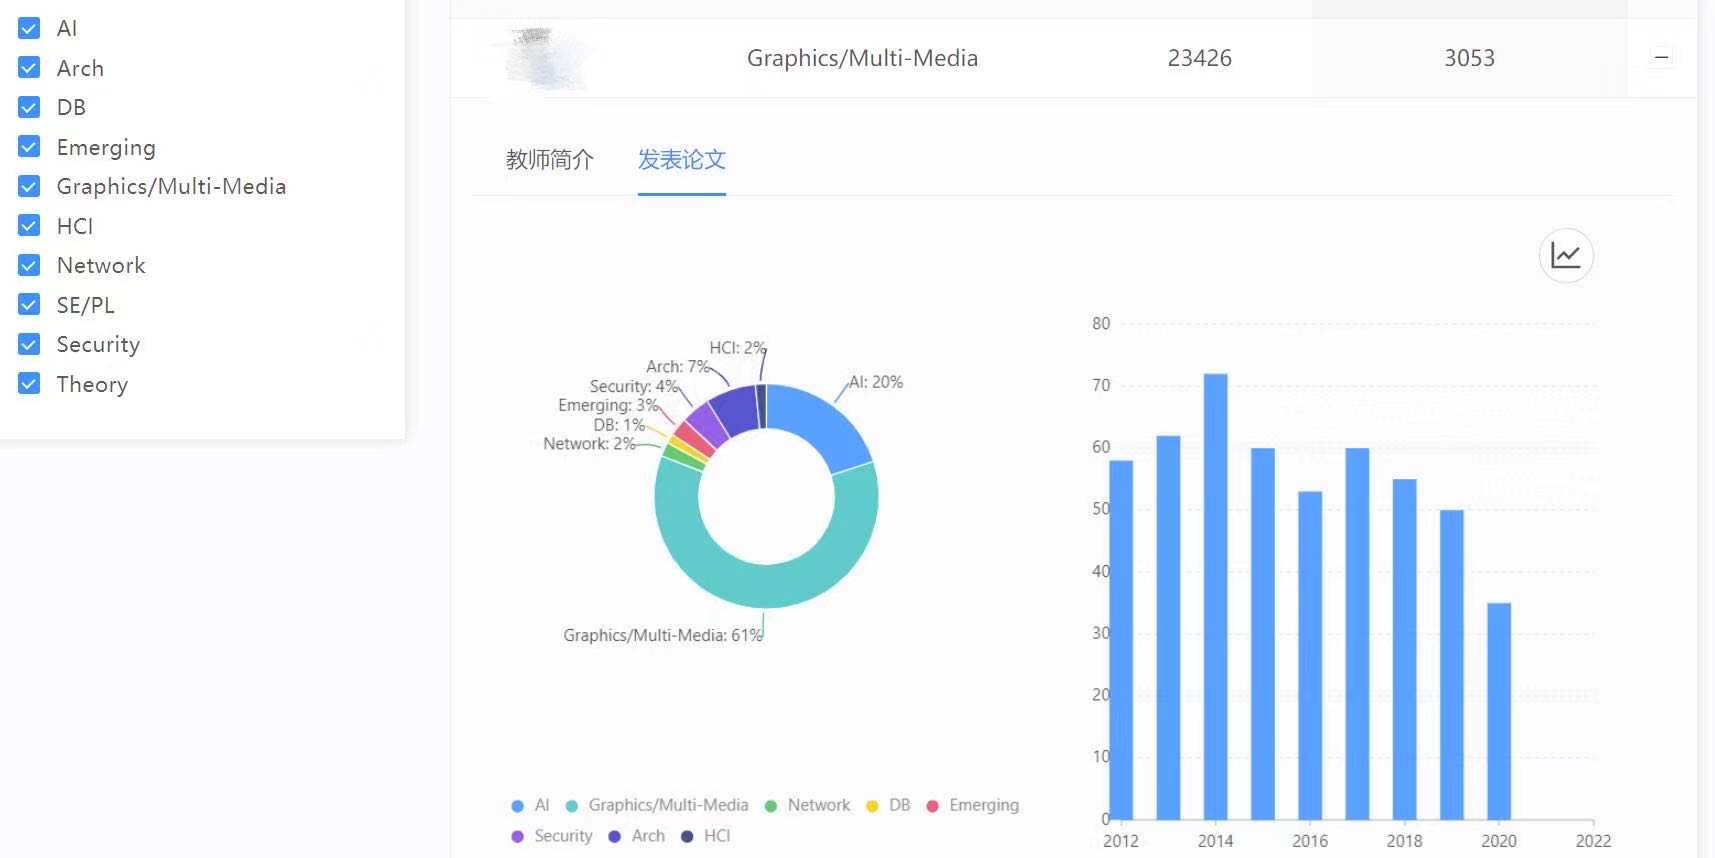 AI
Arch
DB
Emerging
Graphics/Multi-Media
HCI
Network
SE/PL
Security
Theory
Graphics/Multi-Media 23426 3053
教师简介 发表论文
HCI: 2%
Arch: 7%
AI: 20%
Security: 4%
Emerging: 3%
DB: 1%
Network: 2%
Graphics/Multi-Media: 61%
AI Graphics/Multi-Media Network DB Emerging
Security Arch HCI
80
70
60
50
40
30
20
10
0
2012 2014 2016 2018 2020 2022